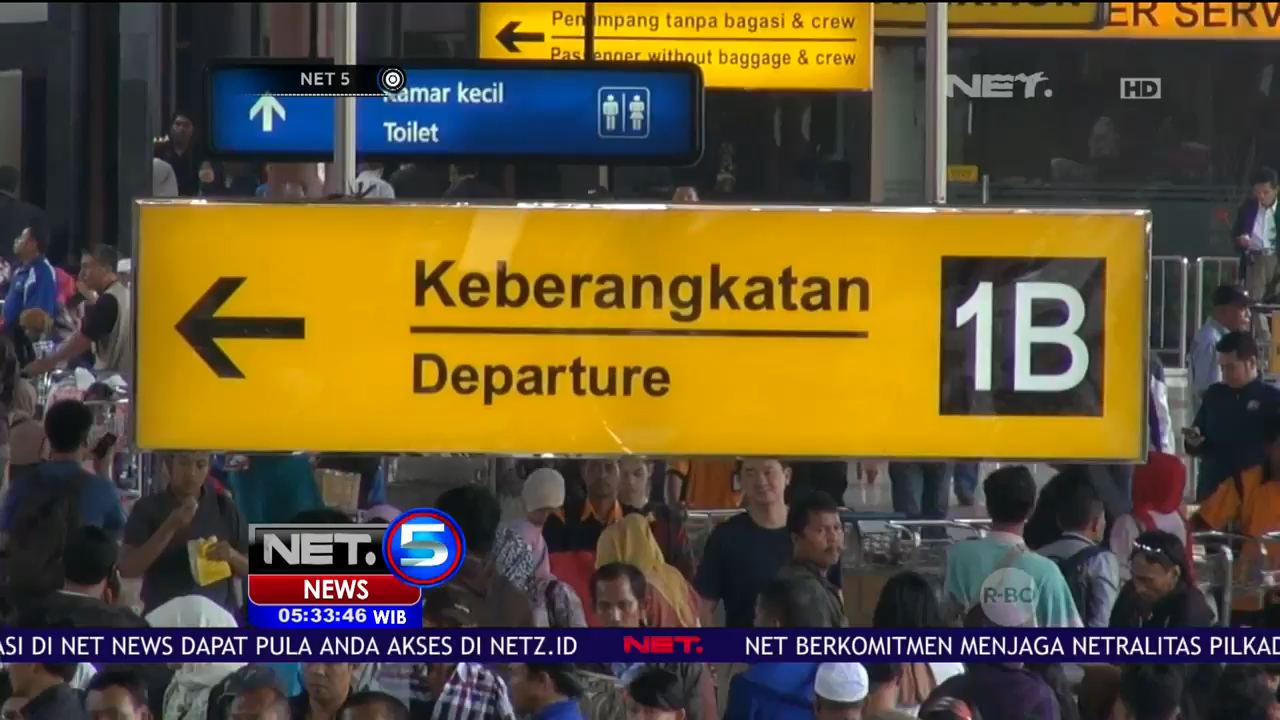 Penumpang tanpa bagasi & crew
Passenger without baggage & crew
ER SERV
NET 5
Kamar kecil
Toilet
NET.
HD
Keberangkatan
Departure
1B
NET. 5
NEWS
05:33:46 WIB
R-BC
ASI DI NET NEWS DAPAT PULA ANDA AKSES DI NETZ.ID NET. NET BERKOMITMEN MENJAGA NETRALITAS PILKAD